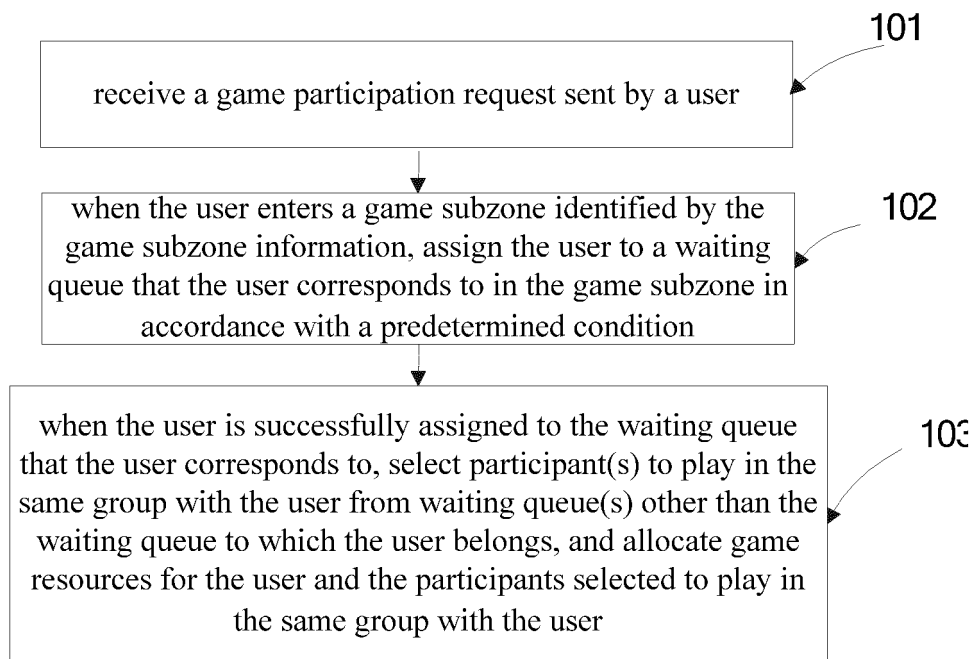 101
receive a game participation request sent by a user
102
when the user enters a game subzone identified by the
game subzone information, assign the user to a waiting
queue that the user corresponds to in the game subzone in
accordance with a predetermined condition
103
when the user is successfully assigned to the waiting queue
that the user corresponds to, select participant(s) to play in the
same group with the user from waiting queue(s) other than the
waiting queue to which the user belongs, and allocate game
resources for the user and the participants selected to play in
the same group with the user